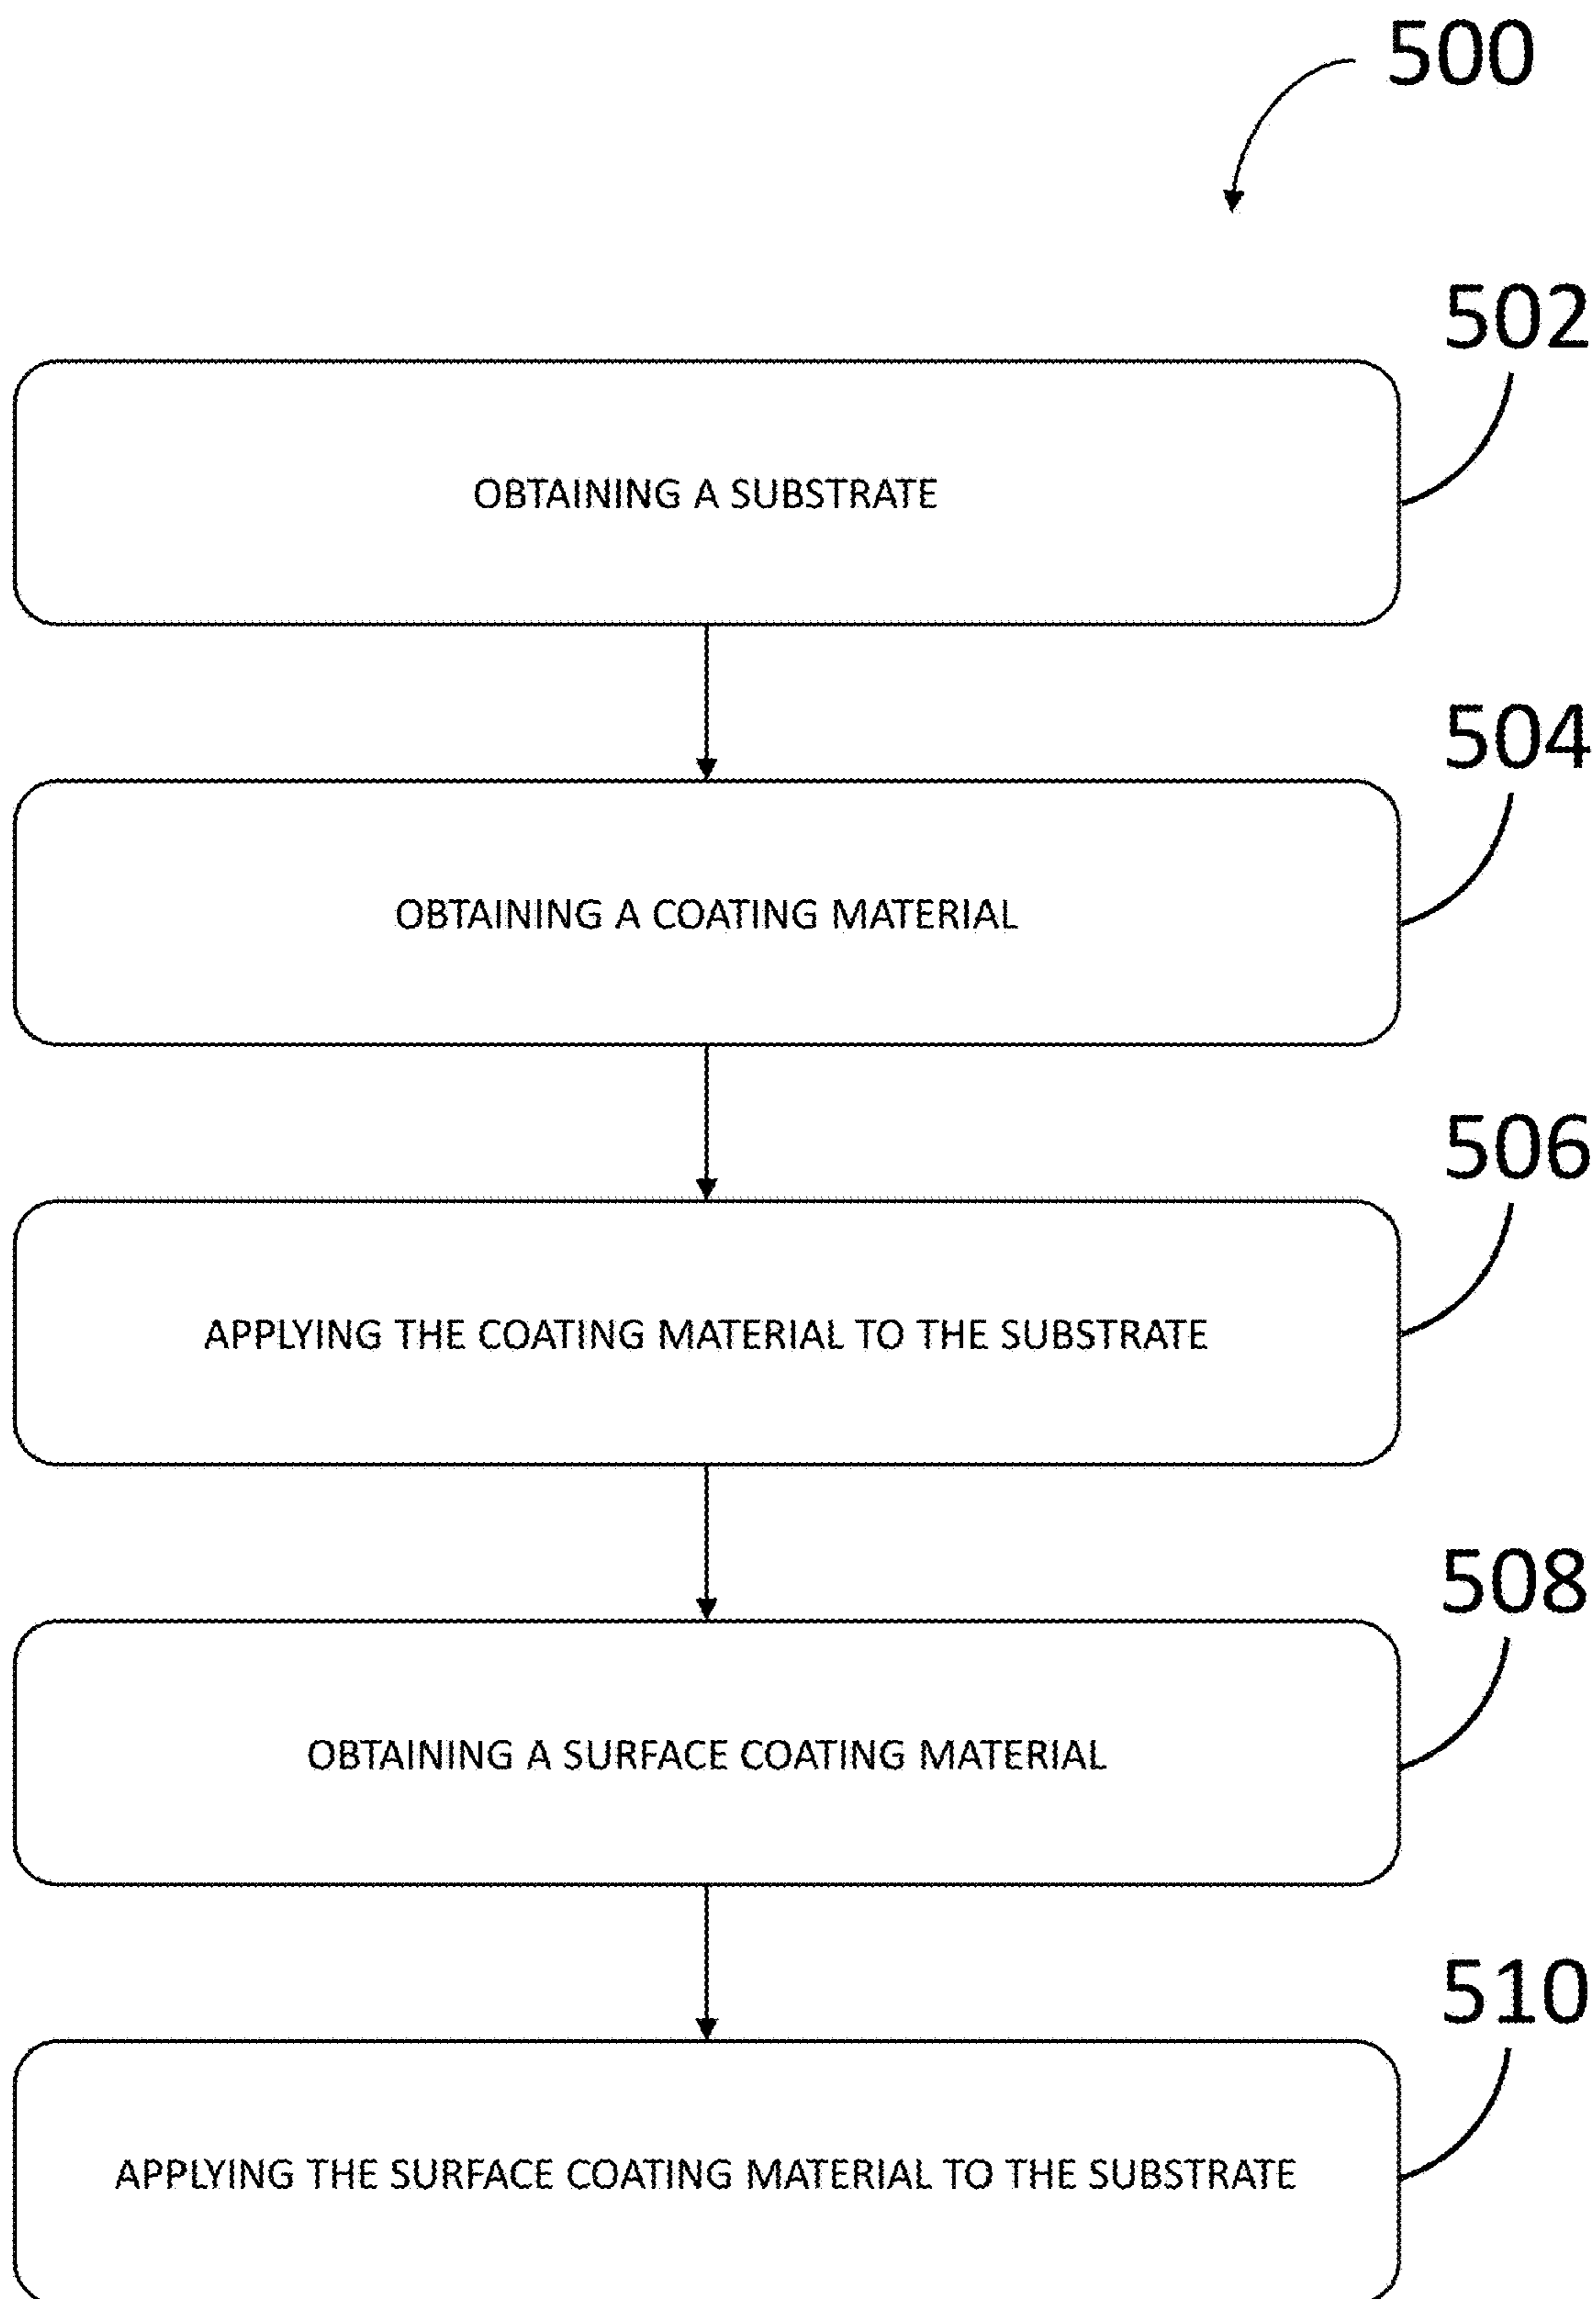 500
502
OBTAINING A SUBSTRATE
504
OBTAINING A COATING MATERIAL
506
APPLYING THE COATING MATERIAL TO THE SUBSTRATE
508
OBTAINING A SURFACE COATING MATERIAL
510
APPLYING THE SURFACE COATING MATERIAL TO THE SUBSTRATE